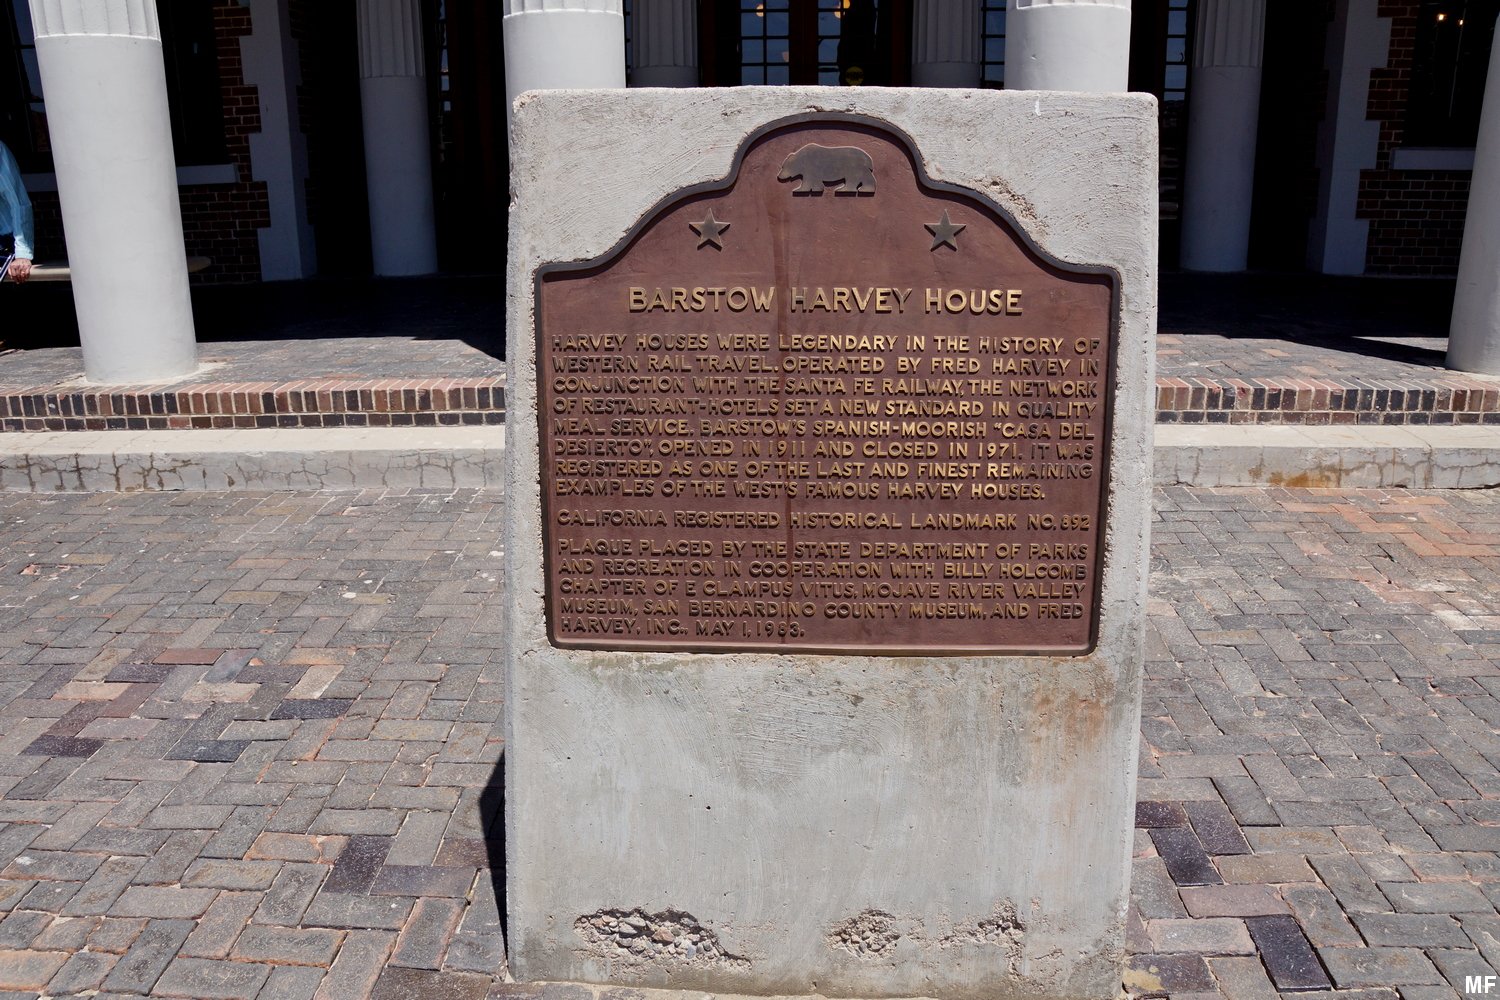 BARSTOW HARVEY HOUSE
HARVEY HOUSES WERE LEGENDARY IN THE HISTORY OF
WESTERN RAIL TRAVEL. OPERATED BY FRED HARVEY IN
CONJUNCTION WITH THE SANTA FE RAILWAY, THE NETWORK
OF RESTAURANT-HOTELS SET A NEW STANDARD IN QUALITY
MEAL SERVICE. BARSTOW'S SPANISH-MOORISH "CASA DEL
DESIERTO", OPENED IN 1911 AND CLOSED IN 1971. IT WAS
REGISTERED AS ONE OF THE LAST AND FINEST REMAINING
EXAMPLES OF THE WEST'S FAMOUS HARVEY HOUSES.
CALIFORNIA REGISTERED HISTORICAL LANDMARK NO. 892
PLAQUE PLACED BY THE STATE DEPARTMENT OF PARKS
AND RECREATION IN COOPERATION WITH BILLY HOLCOMB
CHAPTER OF E CLAMPUS VITUS, MOJAVE RIVER VALLEY
MUSEUM, SAN BERNARDINO COUNTY MUSEUM, AND FRED
HARVEY, INC., MAY 1, 1983.
MF